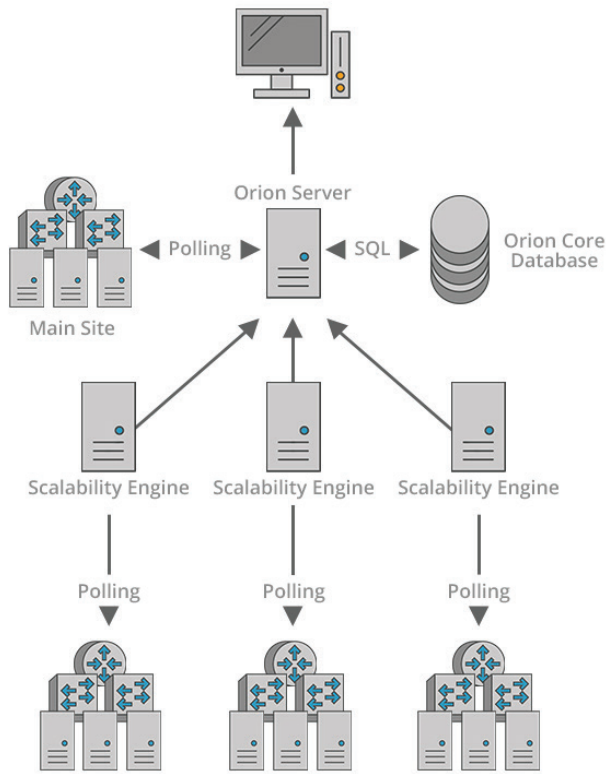 Orion Server
Polling
SQL
Orion Core
Database
Main Site
Scalability Engine
Scalability Engine
Scalability Engine
Polling
Polling
Polling